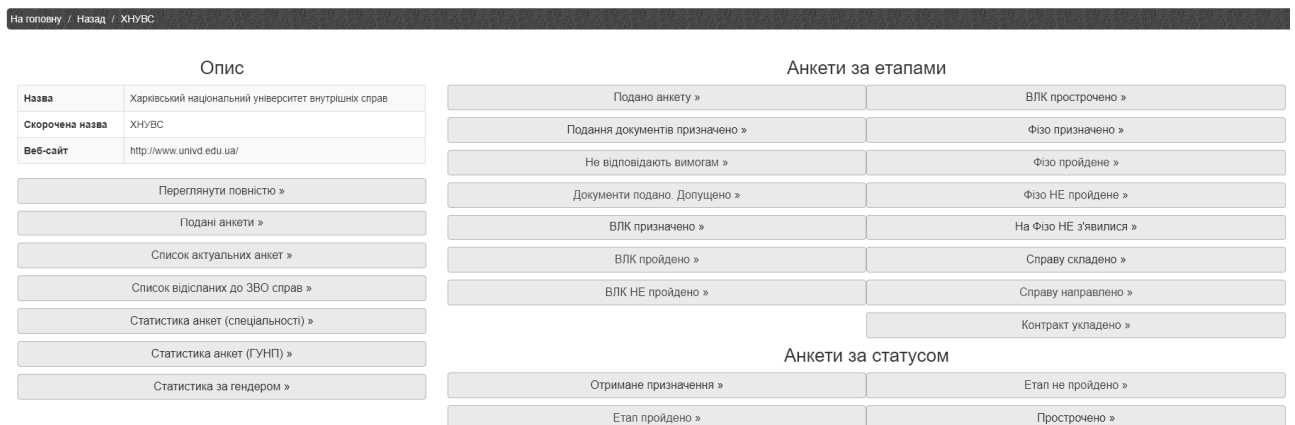 На головну / Назад / ХНУВС
Опис
Назва Харківський національний університет внутрішніх справ
Скорочена назва ХНУВС
Веб-сайт http://www.univd.edu.ua/
Переглянути повністю »
Подані анкети »
Список актуальних анкет »
Список відісланих до ЗВО справ »
Статистика анкет (спеціальності) »
Статистика анкет (ГУНП) »
Статистика за гендером »
Анкети за етапами
Подано анкету »
Подання документів призначено »
Не відповідають вимогам »
Документи подано. Допущено »
ВЛК призначено »
ВЛК пройдено »
ВЛК НЕ пройдено »
ВЛК прострочено »
Фізо призначено »
Фізо пройдене »
Фізо НЕ пройдене »
На Фізо НЕ з'явилися »
Справу складено »
Справу направлено »
Контракт укладено »
Анкети за статусом
Отримане призначення »
Етап пройдено »
Етап не пройдено »
Прострочено »